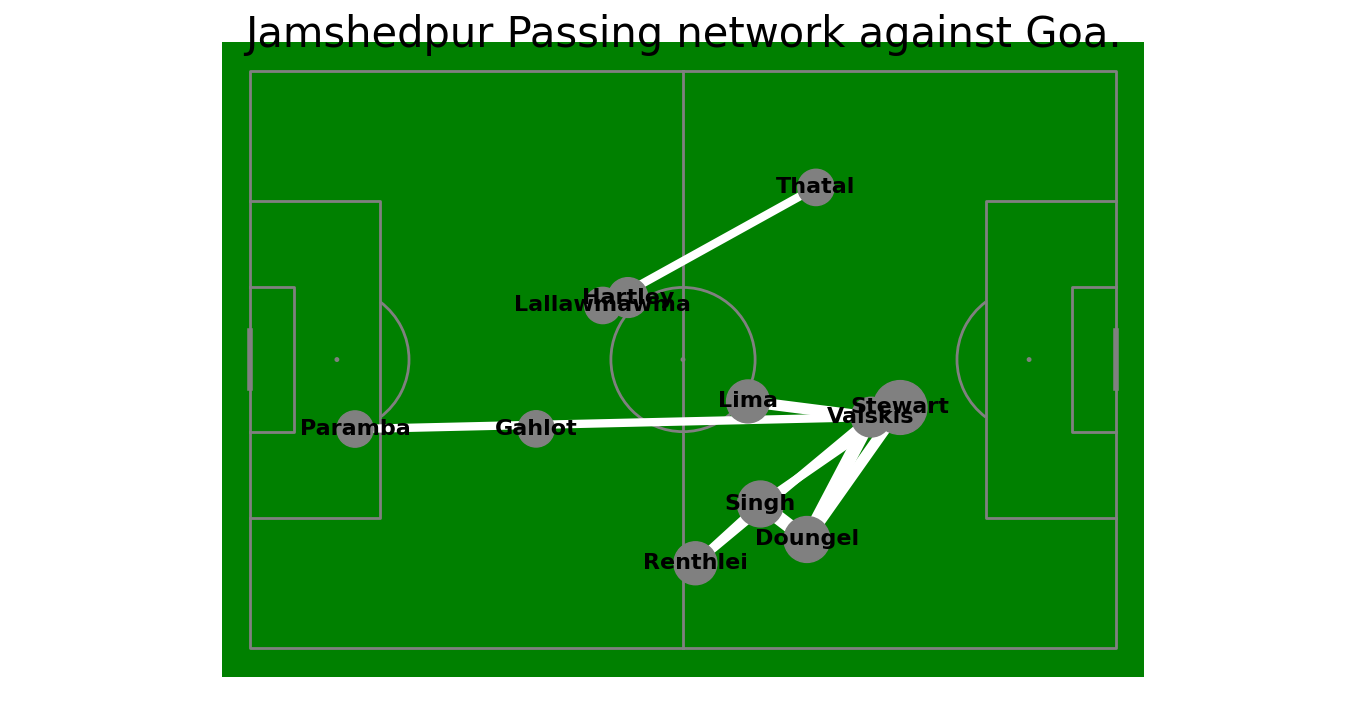 Jamshedpur Passing network against Goa.
Thatal
Hartley
Lallawmawma
Lima
Stewart
Valskis
Paramba
Gahlot
Singh
Doungel
Renthlei